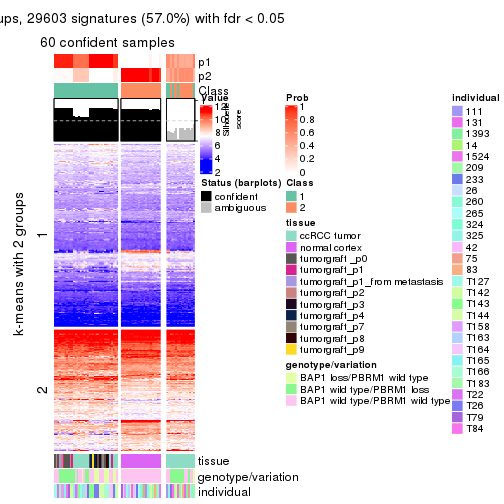 ups, 29603 signatures (57.0%) with fdr < 0.05
60 confident samples
p1
p2
Class
Silhouette
score
k-means with 2 groups
1
2
tissue
genotype/variation
individual
Value
12
8
6
4
2
Prob
1
0.8
0.6
0.4
0.2
0
Status (barplots)
confident
ambiguous
Class
1
2
tissue
ccRCC tumor
normal cortex
tumorgraft_p0
tumorgraft_p1
tumorgraft_p1_from metastasis
tumorgraft_p2
tumorgraft_p3
tumorgraft_p4
tumorgraft_p7
tumorgraft_p8
tumorgraft_p9
genotype/variation
BAP1 loss/PBRM1 wild type
BAP1 wild type/PBRM1 loss
BAP1 wild type/PBRM1 wild type
individual
111
131
1393
14
1524
209
233
26
260
265
324
325
42
75
83
T127
T142
T143
T144
T158
T163
T164
T165
T166
T183
T22
T26
T79
T84